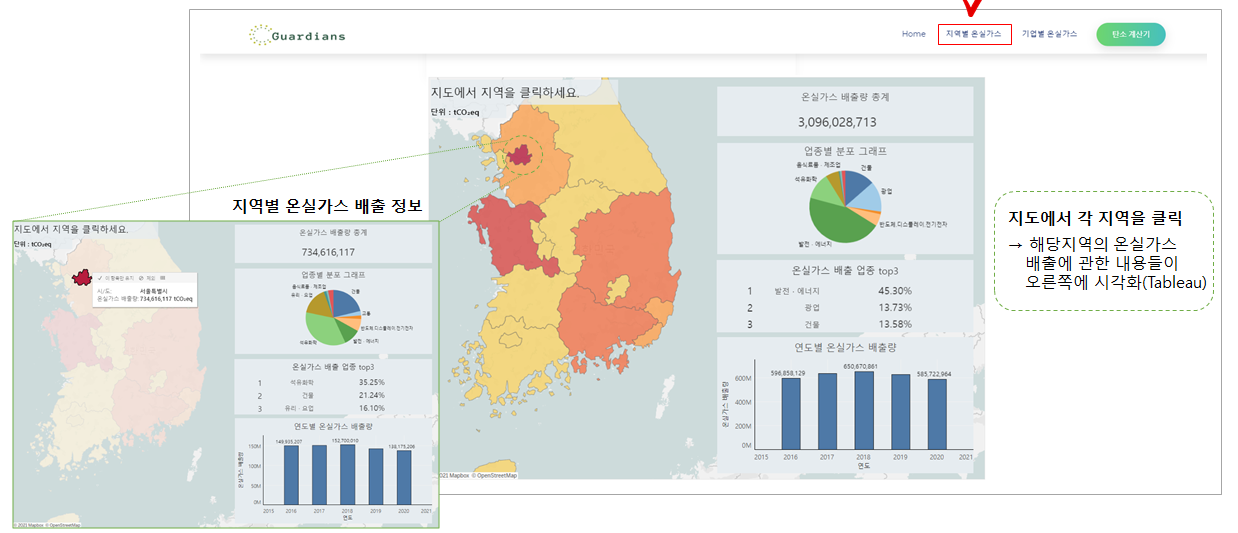 Guardians
Home
지역별 온실가스
기업별 온실가스
탄소 계산기
지도에서 지역을 클릭하세요.
단위 : tCO₂eq
온실가스 배출량 총계
3,096,028,713
업종별 분포 그래프
음식료품 · 제조업
건물
석유화학
광업
반도체.디스플레이.전기전자
발전 · 에너지
온실가스 배출 업종 top3
1 발전 · 에너지 45.30%
2 광업 13.73%
3 건물 13.58%
연도별 온실가스 배출량
온실가스 배출량
600M
400M
200M
0M
596,858,129
650,670,861
585,722,964
2015 2016 2017 2018 2019 2020 2021
연도
021 Mapbox © OpenStreetMap
지역별 온실가스 배출 정보
지도에서 지역을 클릭하세요.
단위 : tCO₂eq
시/도: 서울특별시
온실가스 배출량: 734,616,117 tCO₂eq
온실가스 배출량 총계
734,616,117
업종별 분포 그래프
음식료품 · 제조업
유리 · 요업
건물
고용
반도체.디스플레이.전기전자
발전 · 에너지
석유화학
온실가스 배출 업종 top3
1 석유화학 35.25%
2 건물 21.24%
3 유리 · 요업 16.10%
연도별 온실가스 배출량
온실가스 배출량
150M
100M
50M
0M
149,935,207
152,700,010
138,175,206
2015 2016 2017 2018 2019 2020 2021
연도
© 2021 Mapbox © OpenStreetMap
지도에서 각 지역을 클릭
→ 해당지역의 온실가스
배출에 관한 내용들이
오른쪽에 시각화(Tableau)